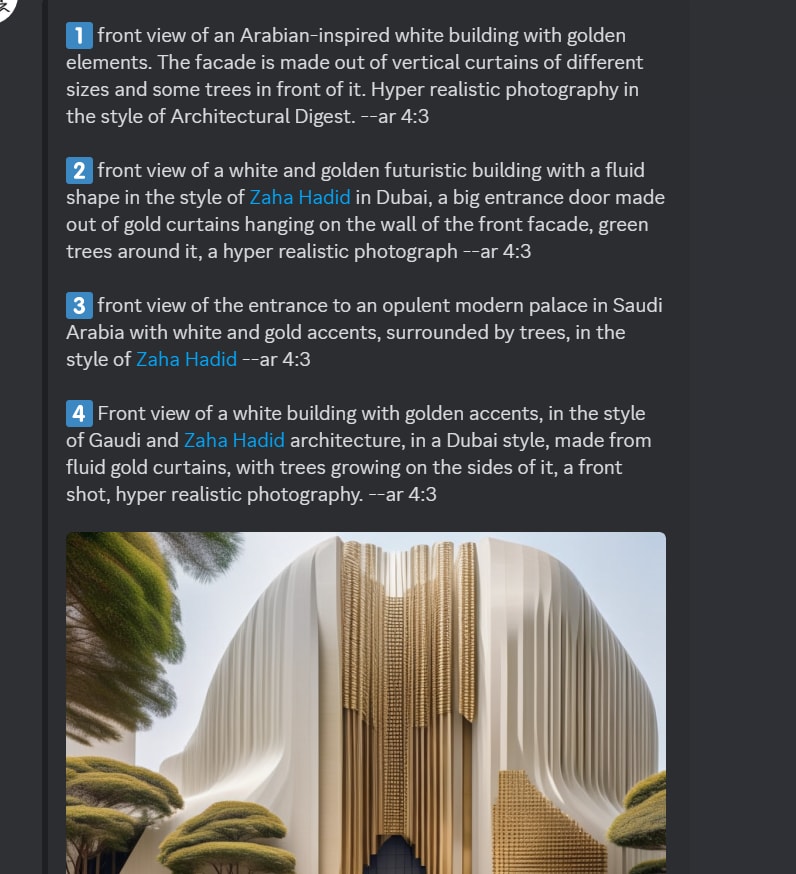 1 front view of an Arabian-inspired white building with golden
elements. The facade is made out of vertical curtains of different
sizes and some trees in front of it. Hyper realistic photography in
the style of Architectural Digest. --ar 4:3
2 front view of a white and golden futuristic building with a fluid
shape in the style of Zaha Hadid in Dubai, a big entrance door made
out of gold curtains hanging on the wall of the front facade, green
trees around it, a hyper realistic photograph --ar 4:3
3 front view of the entrance to an opulent modern palace in Saudi
Arabia with white and gold accents, surrounded by trees, in the
style of Zaha Hadid --ar 4:3
4 Front view of a white building with golden accents, in the style
of Gaudi and Zaha Hadid architecture, in a Dubai style, made from
fluid gold curtains, with trees growing on the sides of it, a front
shot, hyper realistic photography. --ar 4:3